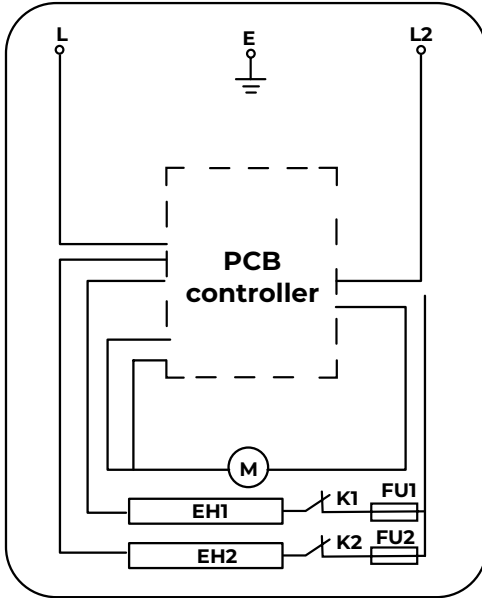 L E L2
PCB
controller
M
K1 FU1
EH1
K2 FU2
EH2